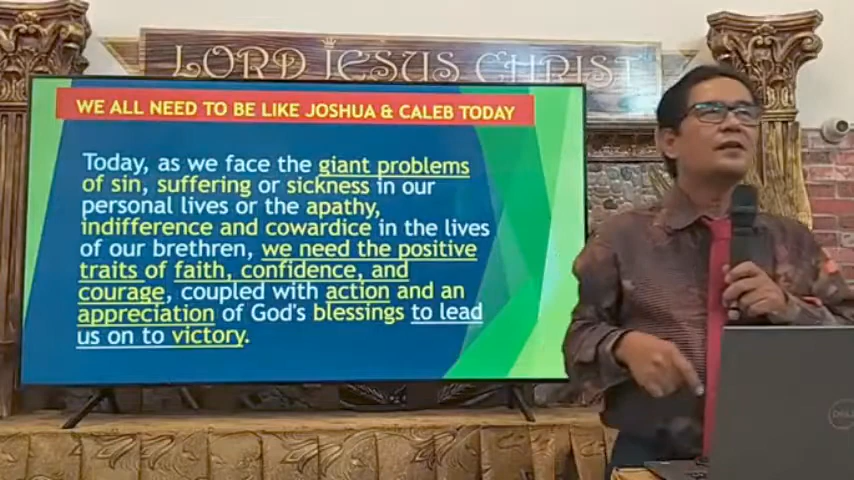 LORD JESUS CHRIST
WE ALL NEED TO BE LIKE JOSHUA & CALEB TODAY
Today, as we face the giant problems
of sin, suffering or sickness in our
personal lives or the apathy,
indifference and cowardice in the lives
of our brethren, we need the positive
traits of faith, confidence, and
courage, coupled with action and an
appreciation of God's blessings to lead
us on to victory.
DELL